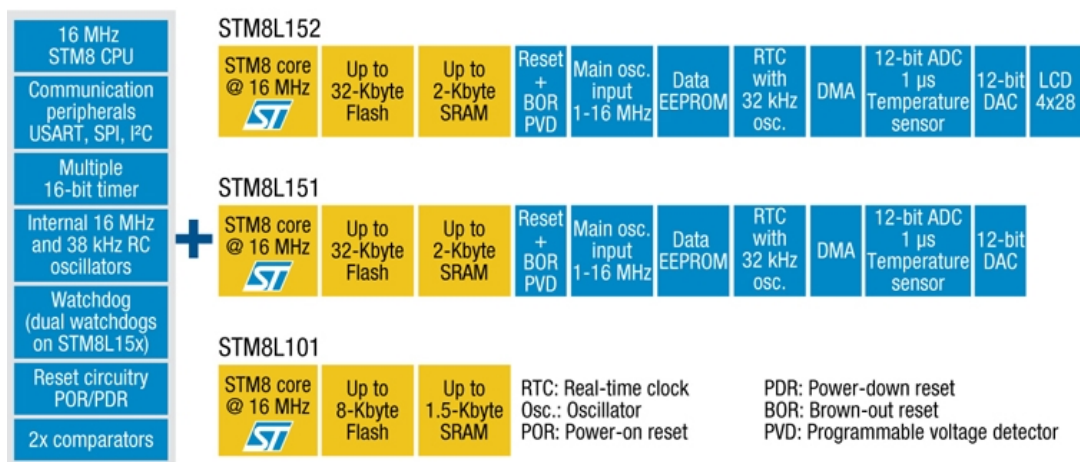 16 MHz
STM8 CPU
Communication
peripherals
USART, SPI, I²C
Multiple
16-bit timer
Internal 16 MHz
and 38 kHz RC
oscillators
Watchdog
(dual watchdogs
on STM8L15x)
Reset circuitry
POR/PDR
2x comparators
+
STM8L152
STM8 core
@ 16 MHz
ST
Up to
32-Kbyte
Flash
Up to
2-Kbyte
SRAM
Reset
+
BOR
PVD
Main osc.
input
1-16 MHz
Data
EEPROM
RTC
with
32 kHz
osc.
DMA
12-bit ADC
1 µs
Temperature
sensor
12-bit
DAC
LCD
4x28
STM8L151
STM8 core
@ 16 MHz
ST
Up to
32-Kbyte
Flash
Up to
2-Kbyte
SRAM
Reset
+
BOR
PVD
Main osc.
input
1-16 MHz
Data
EEPROM
RTC
with
32 kHz
osc.
DMA
12-bit ADC
1 µs
Temperature
sensor
12-bit
DAC
STM8L101
STM8 core
@ 16 MHz
ST
Up to
8-Kbyte
Flash
Up to
1.5-Kbyte
SRAM
RTC: Real-time clock
Osc.: Oscillator
POR: Power-on reset
PDR: Power-down reset
BOR: Brown-out reset
PVD: Programmable voltage detector